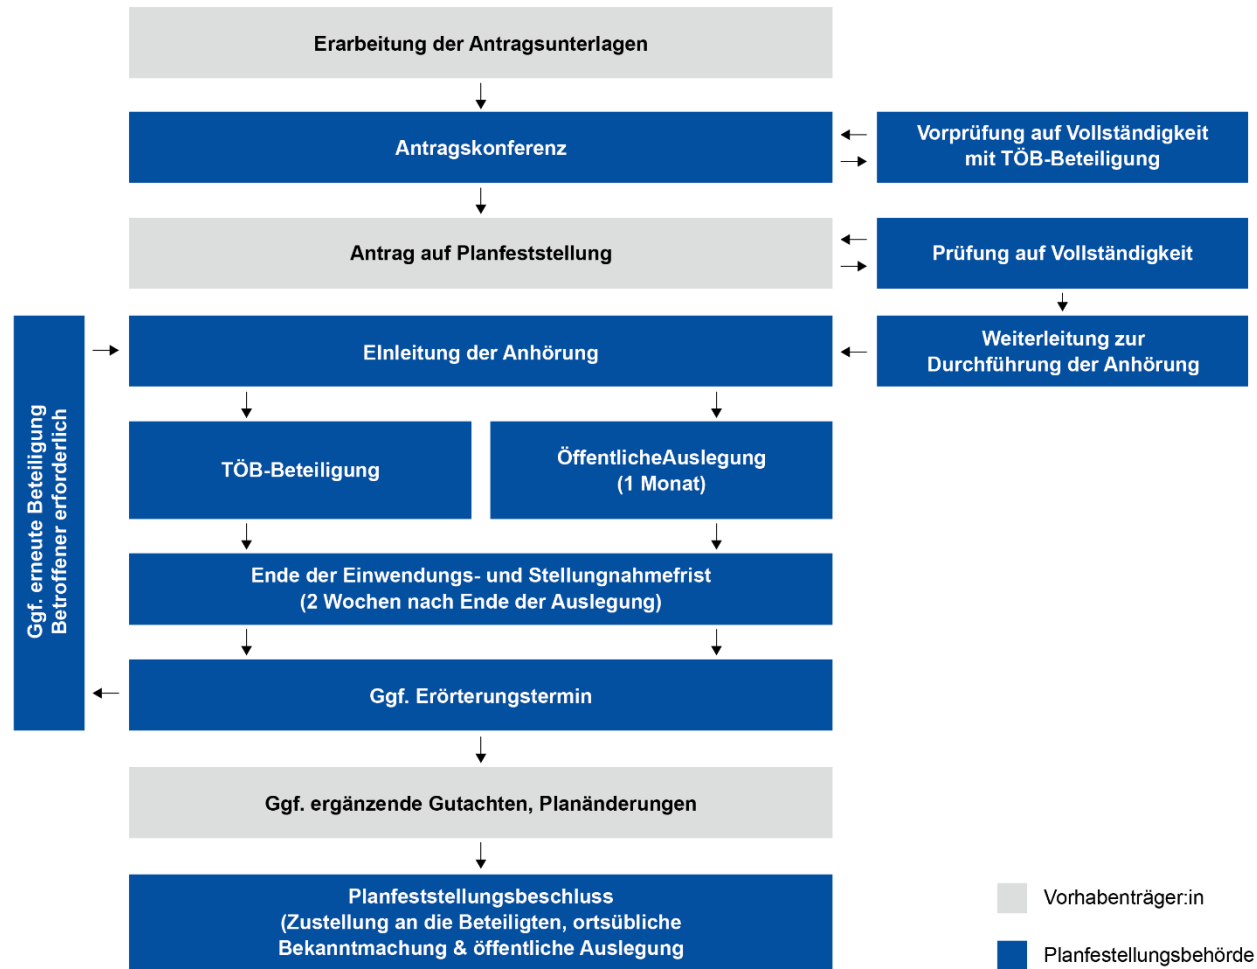 Erarbeitung der Antragsunterlagen
Antragskonferenz
Vorprüfung auf Vollständigkeit
mit TÖB-Beteiligung
Antrag auf Planfeststellung
Prüfung auf Vollständigkeit
EInleitung der Anhörung
Weiterleitung zur
Durchführung der Anhörung
Ggf. erneute Beteiligung
Betroffener erforderlich
TÖB-Beteiligung
ÖffentlicheAuslegung
(1 Monat)
Ende der Einwendungs- und Stellungnahmefrist
(2 Wochen nach Ende der Auslegung)
Ggf. Erörterungstermin
Ggf. ergänzende Gutachten, Planänderungen
Planfeststellungsbeschluss
(Zustellung an die Beteiligten, ortsübliche
Bekanntmachung & öffentliche Auslegung
Vorhabenträger:in
Planfestellungsbehörde